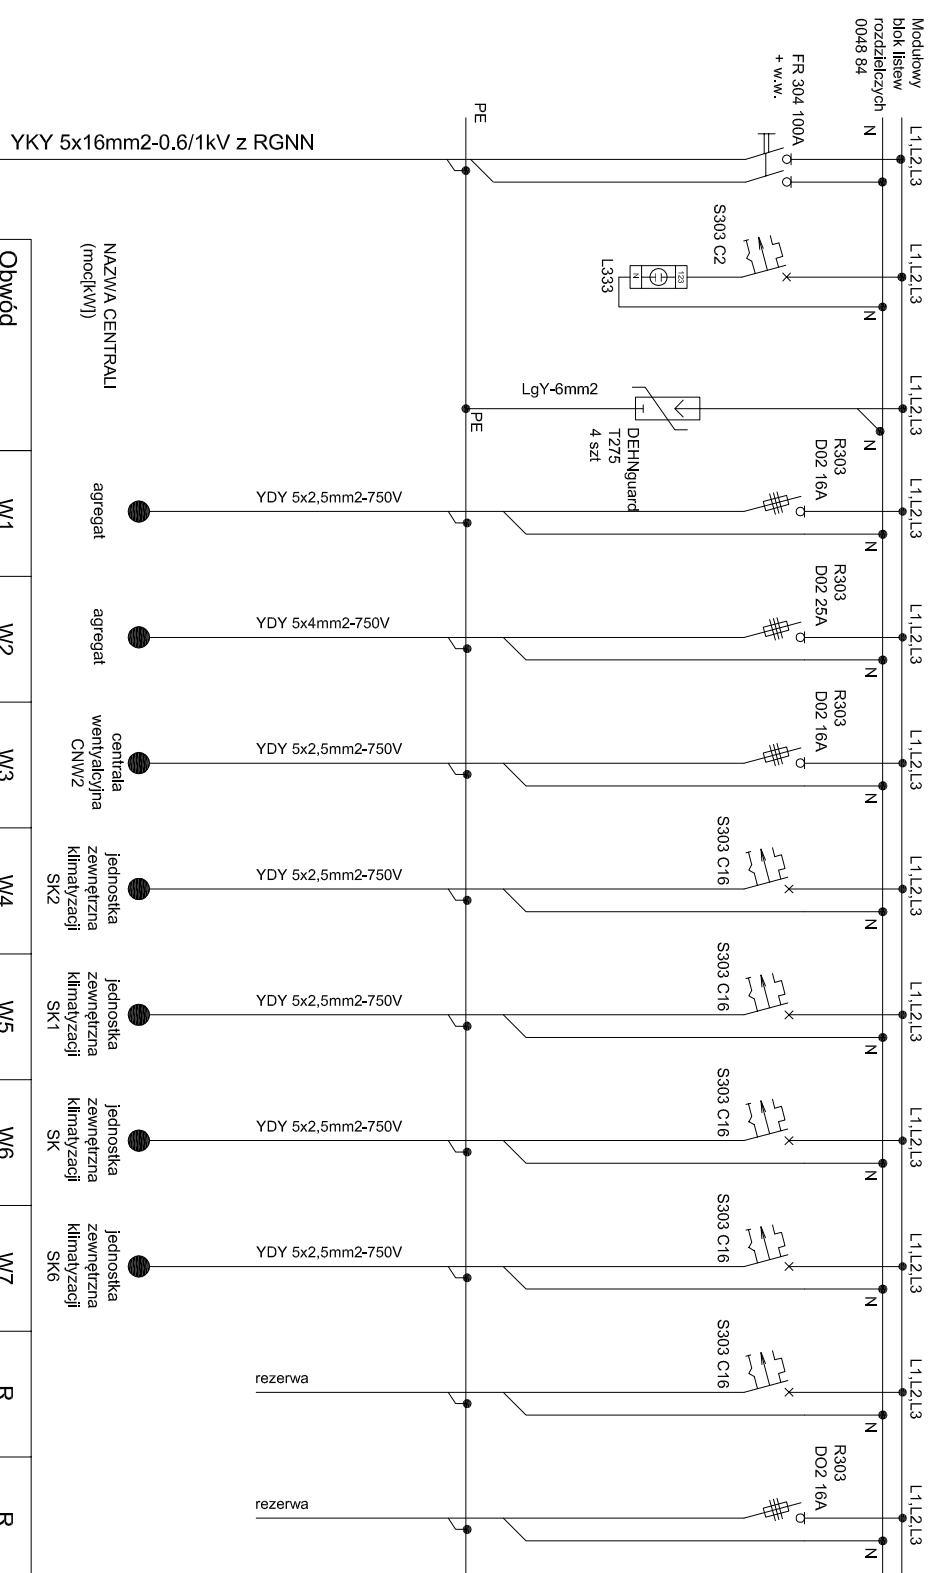 Modułowy
blok listew
rozdzielczych
0048 84
L1,L2,L3
N
FR 304 100A
+ w.w.
PE
YKY 5x16mm2-0.6/1kV z RGNN
L1,L2,L3
N
S303 C2
123
N
L333
L1,L2,L3
N
LgY-6mm2
DEHNguard
T275
4 szt
PE
NAZWA CENTRALI
(moc[kW])
Obwód
L1,L2,L3
N
R303
D02 16A
YDY 5x2,5mm2-750V
agregat
W1
L1,L2,L3
N
R303
D02 25A
YDY 5x4mm2-750V
agregat
W2
L1,L2,L3
N
R303
D02 16A
YDY 5x2,5mm2-750V
centrala
wentyalcyjna
CNW2
W3
L1,L2,L3
N
S303 C16
YDY 5x2,5mm2-750V
jednostka
zewnętrzna
klimatyzacji
SK2
W4
L1,L2,L3
N
S303 C16
YDY 5x2,5mm2-750V
jednostka
zewnętrzna
klimatyzacji
SK1
W5
L1,L2,L3
N
S303 C16
YDY 5x2,5mm2-750V
jednostka
zewnętrzna
klimatyzacji
SK
W6
L1,L2,L3
N
S303 C16
YDY 5x2,5mm2-750V
jednostka
zewnętrzna
klimatyzacji
SK6
W7
L1,L2,L3
N
S303 C16
rezerwa
R
L1,L2,L3
N
R303
DO2 16A
rezerwa
R